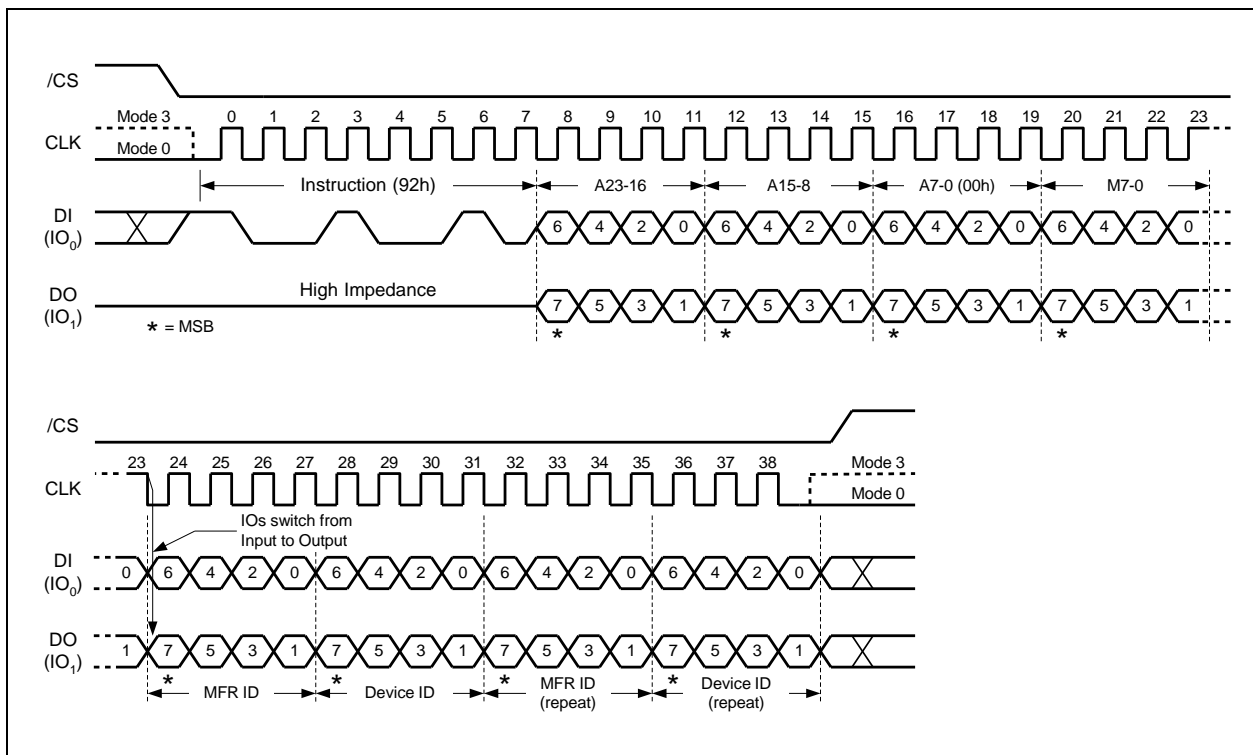 /CS
Mode 3 0 1 2 3 4 5 6 7 8 9 10 11 12 13 14 15 16 17 18 19 20 21 22 23
CLK
Mode 0
Instruction (92h) A23-16 A15-8 A7-0 (00h) M7-0
DI
(IO0)
6 4 2 0 6 4 2 0 6 4 2 0 6 4 2 0
High Impedance
DO
(IO1)
7 5 3 1 7 5 3 1 7 5 3 1 7 5 3 1
* = MSB
* * * *
/CS
23 24 25 26 27 28 29 30 31 32 33 34 35 36 37 38 Mode 3
CLK
Mode 0
IOs switch from
Input to Output
DI
(IO0)
0 6 4 2 0 6 4 2 0 6 4 2 0 6 4 2 0
DO
(IO1)
1 7 5 3 1 7 5 3 1 7 5 3 1 7 5 3 1
* * * *
MFR ID Device ID MFR ID
(repeat)
Device ID
(repeat)